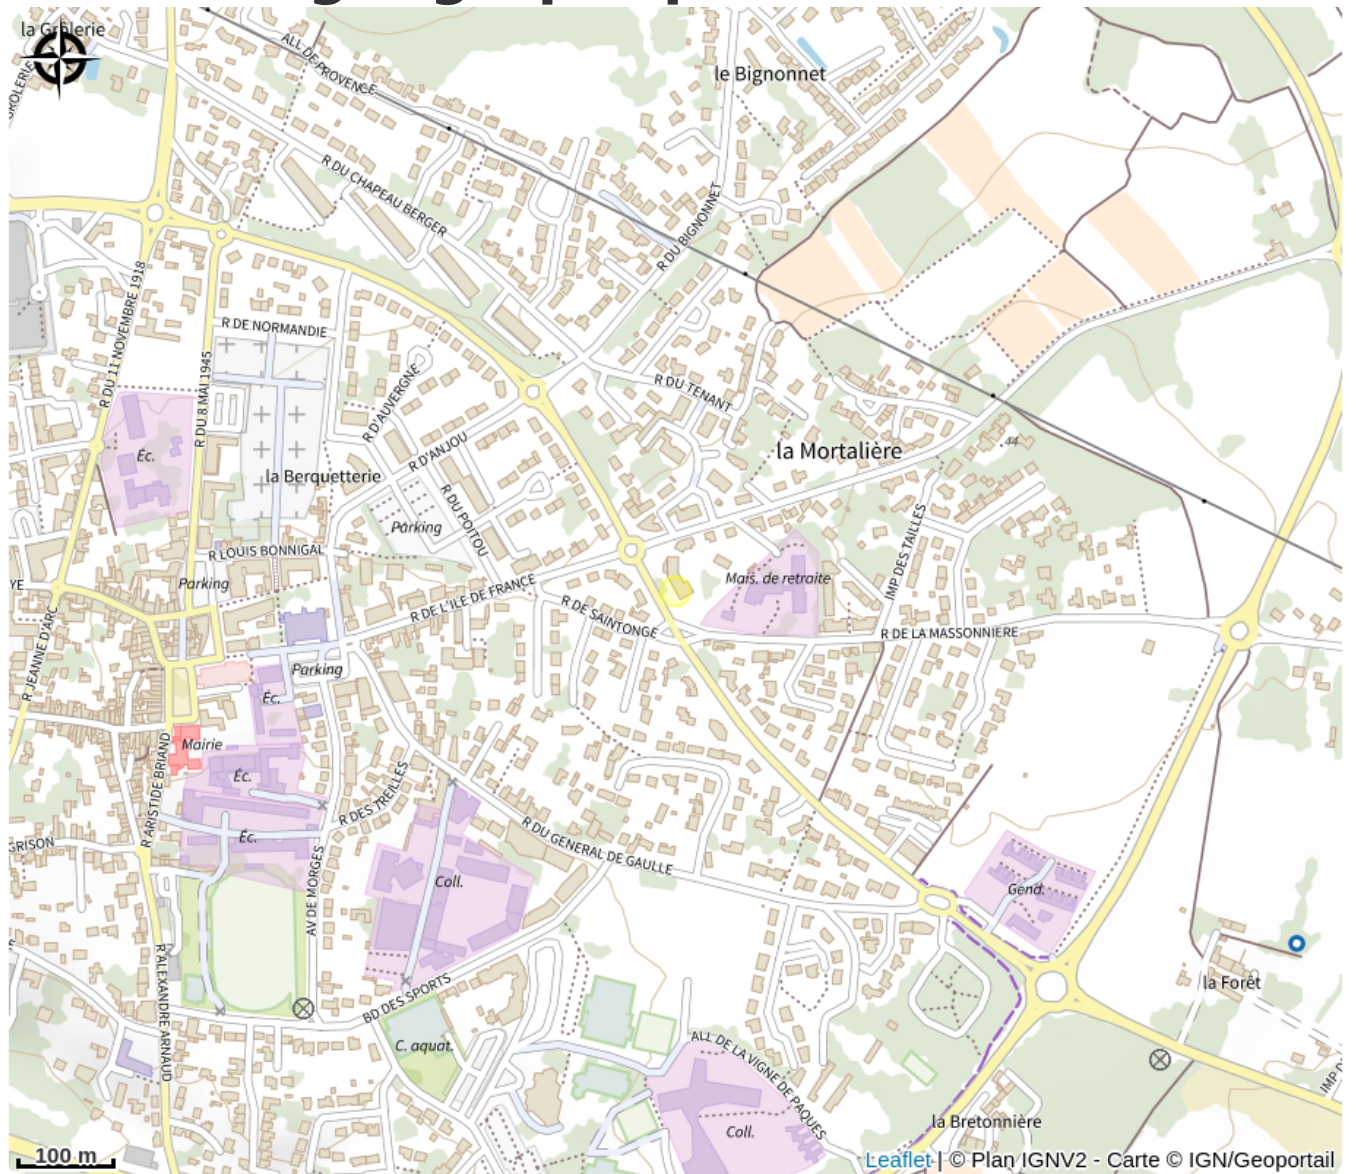 la Grôlerie
ALL DE PROVENCE
le Bignonnet
GROLERIE
R DU CHAPEAU BERGER
R DU BIGNONNET
R DU 11 NOVEMBRE 1918
R DE NORMANDIE
R DU 8 MAI 1945
R D'AUVERGNE
R DU TENANT
R D'ANJOU
la Mortalière
44
Éc.
la Berquetterie
R DU POITOU
Parking
IMP DES TAILLES
R LOUIS BONNIGAL
Parking
YE
Mais. de retraite
R DE L'ILE DE FRANCE
R DE SAINTONGE
R DE LA MASSONNIERE
R JEANNE D'ARC
Parking
Éc.
Mairie
R ARISTIDE BRIAND
Éc.
R DES TREILLES
Éc.
GRISON
R DU GENERAL DE GAULLE
Coll.
Gend.
AV DE MORGES
R ALEXANDRE ARNAUD
la Forêt
BD DES SPORTS
C. aquat.
ALL DE LA VIGNE DE PAQUES
IMP D
la Bretonnière
Coll.
100 m
Leaflet | © Plan IGNV2 - Carte © IGN/Geoportail